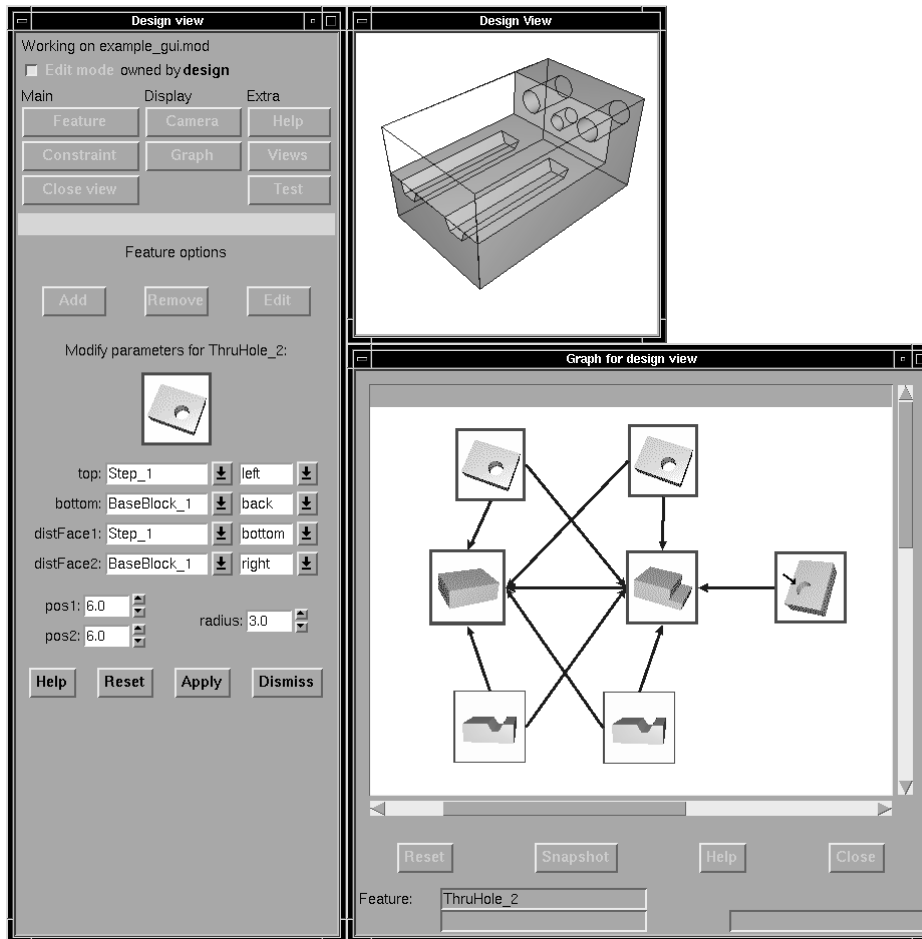 Design view
Working on example_gui.mod
Edit mode owned by design
Main Display Extra
Feature Camera Help
Constraint Graph Views
Close view Test
Feature options
Add Remove Edit
Modify parameters for ThruHole_2:
top: Step_1 left
bottom: BaseBlock_1 back
distFace1: Step_1 bottom
distFace2: BaseBlock_1 right
pos1: 6.0
radius: 3.0
pos2: 6.0
Help Reset Apply Dismiss
Design View
Graph for design view
Reset Snapshot Help Close
Feature: ThruHole_2